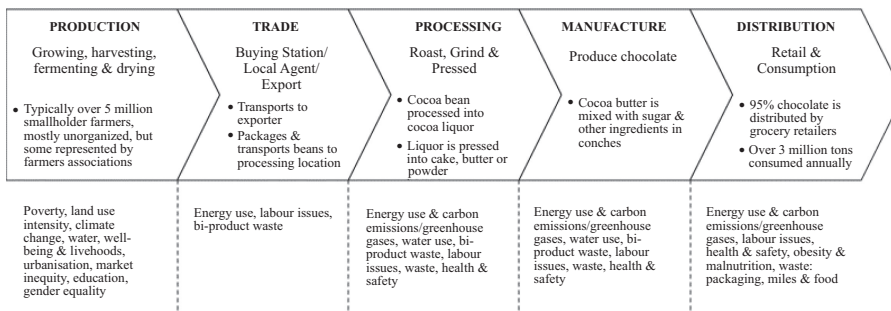 PRODUCTION
Growing, harvesting,
fermenting & drying
• Typically over 5 million
smallholder farmers,
mostly unorganized, but
some represented by
farmers associations
TRADE
Buying Station/
Local Agent/
Export
• Transports to
exporter
• Packages &
transports beans to
processing location
PROCESSING
Roast, Grind &
Pressed
• Cocoa bean
processed into
cocoa liquor
• Liquor is pressed
into cake, butter or
powder
MANUFACTURE
Produce chocolate
• Cocoa butter is
mixed with sugar &
other ingredients in
conches
DISTRIBUTION
Retail &
Consumption
• 95% chocolate is
distributed by
grocery retailers
• Over 3 million tons
consumed annually
Poverty, land use
intensity, climate
change, water, well-
being & livehoods,
urbanisation, market
inequity, education,
gender equality
Energy use, labour issues,
bi-product waste
Energy use & carbon
emissions/greenhouse
gases, water use, bi-
product waste, labour
issues, waste, health &
safety
Energy use & carbon
emissions/greenhouse
gases, water use, bi-
product waste, labour
issues, waste, health &
safety
Energy use & carbon
emissions/greenhouse
gases, labour issues,
health & safety, obesity &
malnutrition, waste:
packaging, miles & food